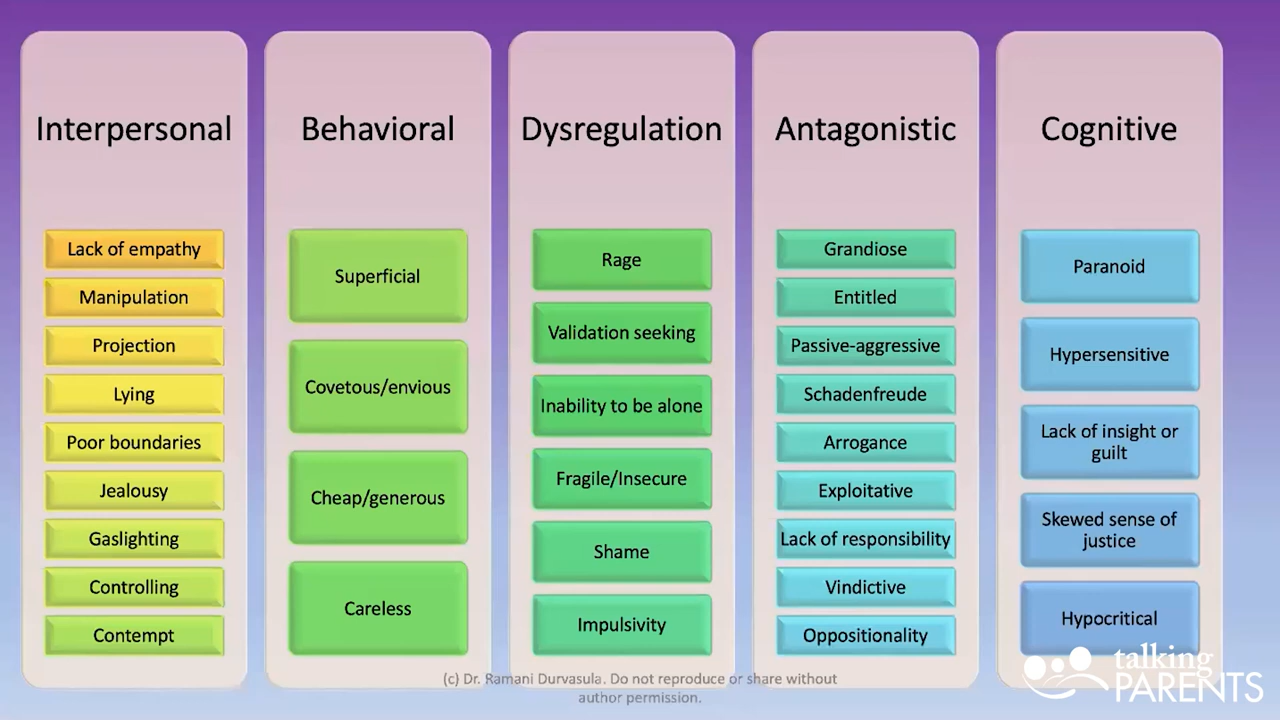 Interpersonal
Lack of empathy
Manipulation
Projection
Lying
Poor boundaries
Jealousy
Gaslighting
Controlling
Contempt
Behavioral
Superficial
Covetous/envious
Cheap/generous
Careless
Dysregulation
Rage
Validation seeking
Inability to be alone
Fragile/Insecure
Shame
Impulsivity
Antagonistic
Grandiose
Entitled
Passive-aggressive
Schadenfreude
Arrogance
Exploitative
Lack of responsibility
Vindictive
Oppositionality
Cognitive
Paranoid
Hypersensitive
Lack of insight or
guilt
Skewed sense of
justice
Hypocritical
(c) Dr. Ramani Durvasula. Do not reproduce or share without
author permission.
talking
PARENTS